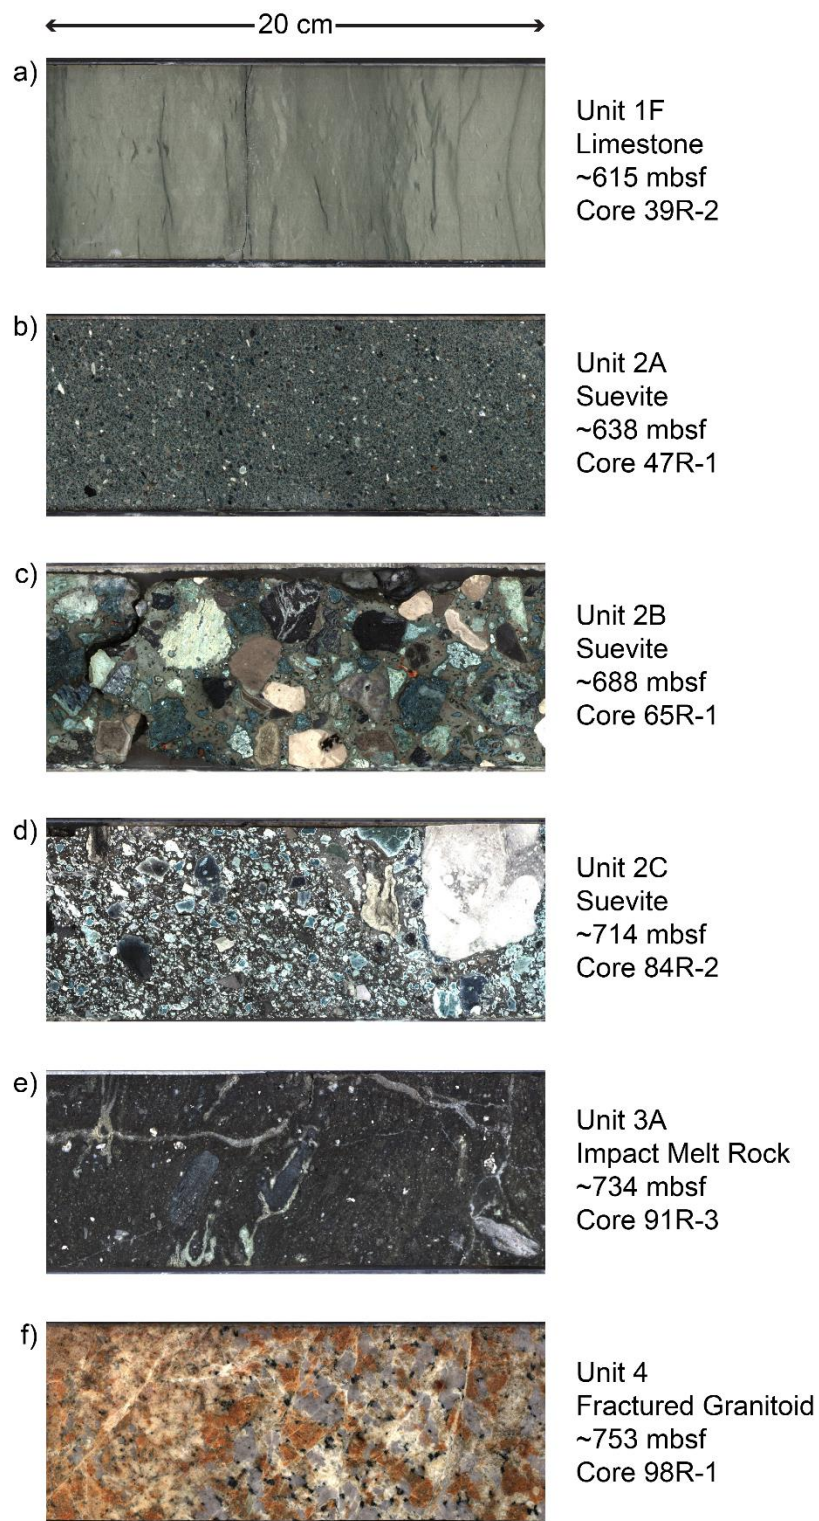 20 cm
a)
Unit 1F
Limestone
~615 mbsf
Core 39R-2
b)
Unit 2A
Suevite
~638 mbsf
Core 47R-1
c)
Unit 2B
Suevite
~688 mbsf
Core 65R-1
d)
Unit 2C
Suevite
~714 mbsf
Core 84R-2
e)
Unit 3A
Impact Melt Rock
~734 mbsf
Core 91R-3
f)
Unit 4
Fractured Granitoid
~753 mbsf
Core 98R-1